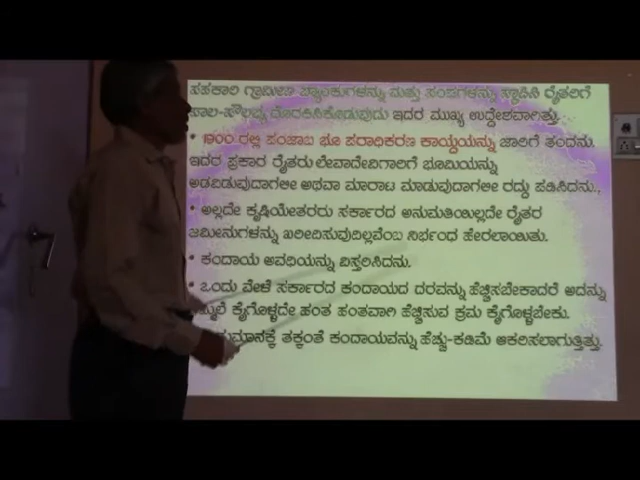 ಸಹಕಾರಿ ಗ್ರಾಮೀಣ ಬ್ಯಾಂಕುಗಳನ್ನು ಮತ್ತು ಸಂಘಗಳನ್ನು ಸ್ಥಾಪಿಸಿ ರೈತರಿಗೆ
ಸಾಲ-ಸೌಲಭ್ಯ ದೊರಕಿಸಿಕೊಡುವುದು ಇದರ ಮುಖ್ಯ ಉದ್ದೇಶವಾಗಿತ್ತು.
• 1900 ರಲ್ಲಿ ಪಂಜಾಬ ಭೂ ಪರಾಧಿಕರಣ ಕಾಯ್ದೆಯನ್ನು ಜಾರಿಗೆ ತಂದನು.
ಇದರ ಪ್ರಕಾರ ರೈತರು ಲೇವಾದೇವಿಗಾರಿಗೆ ಭೂಮಿಯನ್ನು
ಅಡವಿಡುವುದಾಗಲೀ ಅಥವಾ ಮಾರಾಟ ಮಾಡುವುದಾಗಲೀ ರದ್ದು ಪಡಿಸಿದನು.,
• ಅಲ್ಲದೇ ಕೃಷಿಯೇತರರು ಸರ್ಕಾರದ ಅನುಮತಿಯಿಲ್ಲದೇ ರೈತರ
ಜಮೀನುಗಳನ್ನು ಖರೀದಿಸುವುದಿಲ್ಲವೆಂಬ ನಿರ್ಭಂಧ ಹೇರಲಾಯಿತು.
• ಕಂದಾಯ ಅವಧಿಯನ್ನು ವಿಸ್ತರಿಸಿದನು.
• ಒಂದು ವೇಳೆ ಸರ್ಕಾರದ ಕಂದಾಯದ ದರವನ್ನು ಹೆಚ್ಚಿಸಬೇಕಾದರೆ ಅದನ್ನು
ಕೈಗೊಳ್ಳದೇ ಹಂತ ಹಂತವಾಗಿ ಹೆಚ್ಚಿಸುವ ಕ್ರಮ ಕೈಗೊಳ್ಳಬೇಕು.
ತಕ್ಕಂತೆ ಕಂದಾಯವನ್ನು ಹೆಚ್ಚು-ಕಡಿಮೆ ಆಕರಿಸಲಾಗುತ್ತಿತ್ತು.